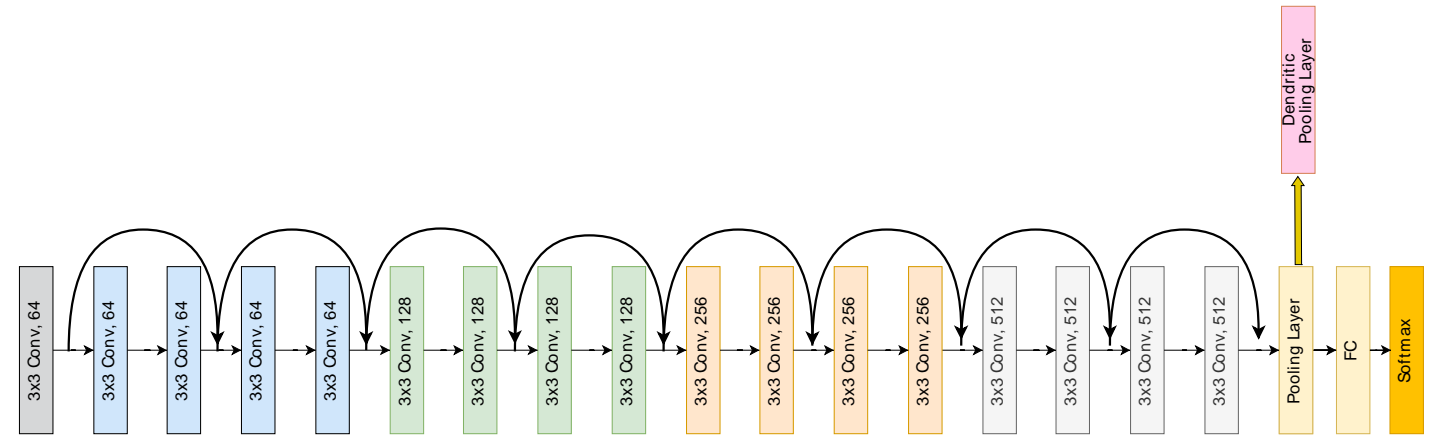 Dendritic
Pooling Layer
3x3 Conv, 64
3x3 Conv, 64
3x3 Conv, 64
3x3 Conv, 64
3x3 Conv, 64
3x3 Conv, 128
3x3 Conv, 128
3x3 Conv, 128
3x3 Conv, 128
3x3 Conv, 256
3x3 Conv, 256
3x3 Conv, 256
3x3 Conv, 256
3x3 Conv, 512
3x3 Conv, 512
3x3 Conv, 512
3x3 Conv, 512
Pooling Layer
FC
Softmax